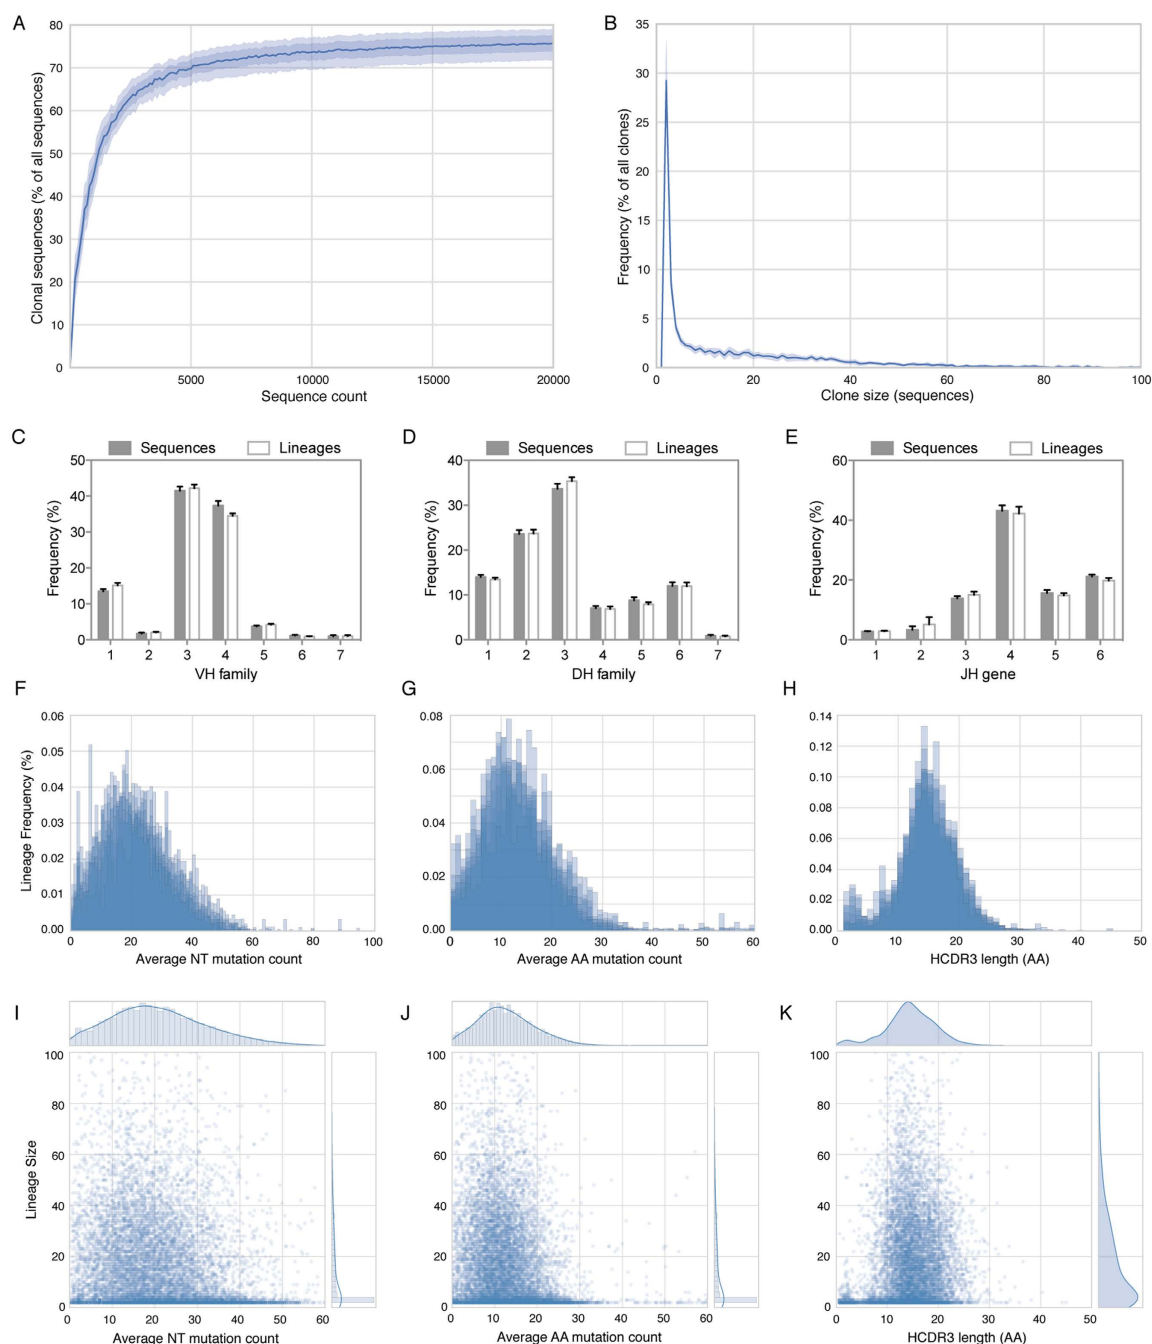 A
B
80
70
60
50
40
30
20
10
0
Clonal sequences (% of all sequences)
5000 10000 15000 20000
Sequence count
35
30
25
20
15
10
5
0
Frequency (% of all clones)
0 20 40 60 80 100
Clone size (sequences)
C
Sequences Lineages
50
40
30
20
10
0
Frequency (%)
1 2 3 4 5 6 7
VH family
D
Sequences Lineages
40
30
20
10
0
Frequency (%)
1 2 3 4 5 6 7
DH family
E
Sequences Lineages
60
40
20
0
Frequency (%)
1 2 3 4 5 6
JH gene
F
0.06
0.05
0.04
0.03
0.02
0.01
0.00
Lineage Frequency (%)
0 20 40 60 80 100
Average NT mutation count
G
0.08
0.06
0.04
0.02
0.00
0 10 20 30 40 50 60
Average AA mutation count
H
0.14
0.12
0.10
0.08
0.06
0.04
0.02
0.00
0 10 20 30 40 50
HCDR3 length (AA)
I
100
80
60
40
20
0
Lineage Size
0 10 20 30 40 50 60
Average NT mutation count
J
100
80
60
40
20
0
0 10 20 30 40 50 60
Average AA mutation count
K
100
80
60
40
20
0
0 10 20 30 40 50
HCDR3 length (AA)